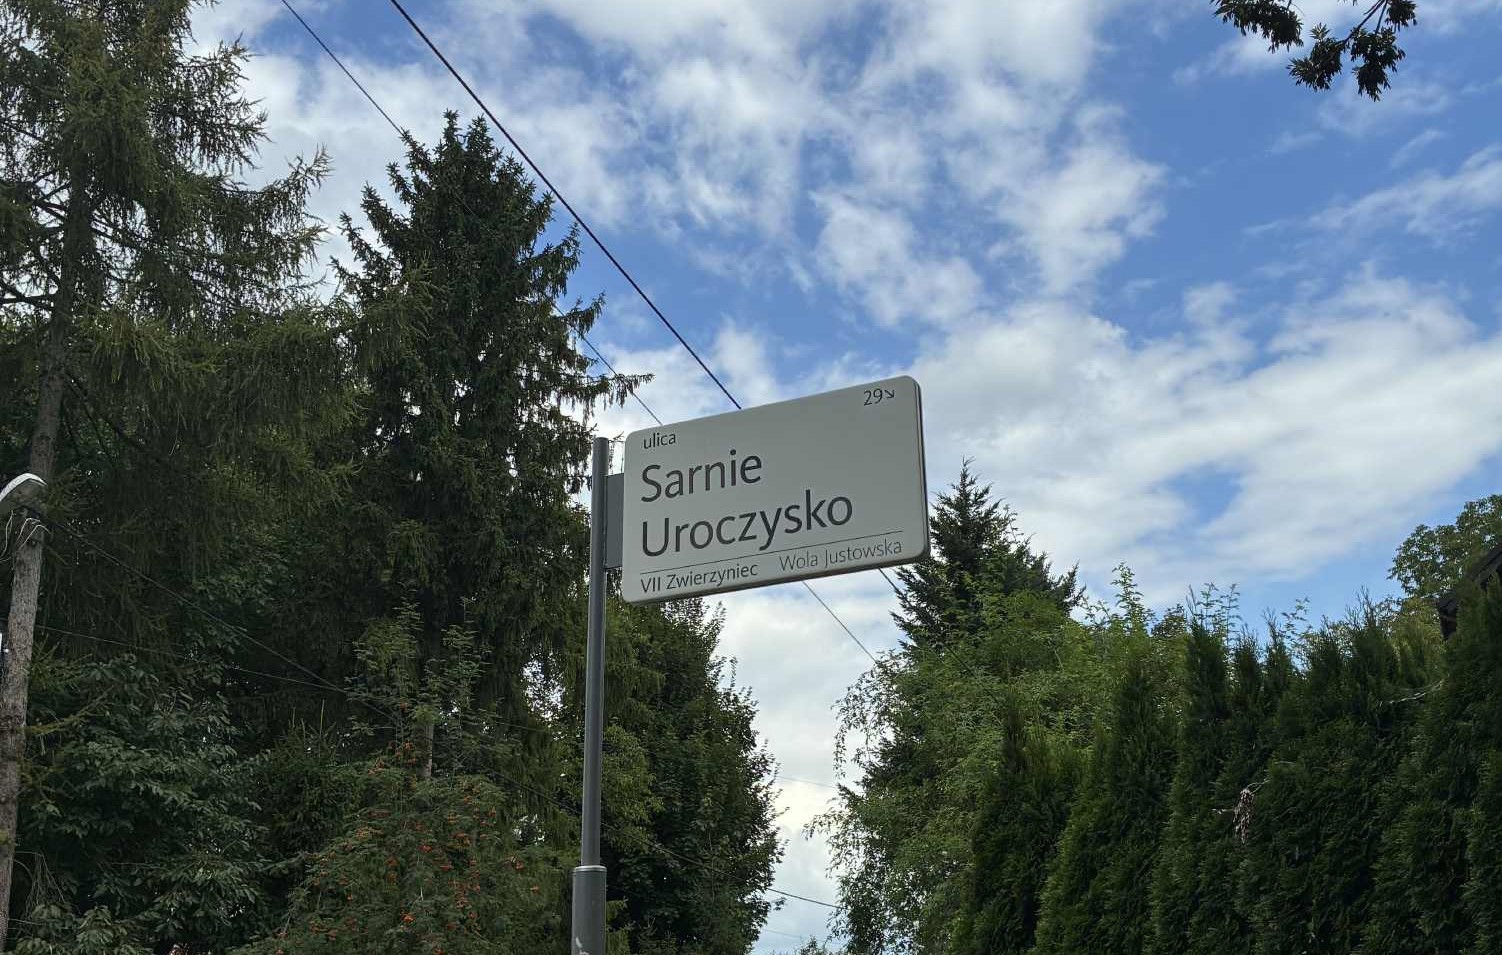 29↘
ulica
Sarnie
Uroczysko
VII Zwierzyniec Wola Justowska